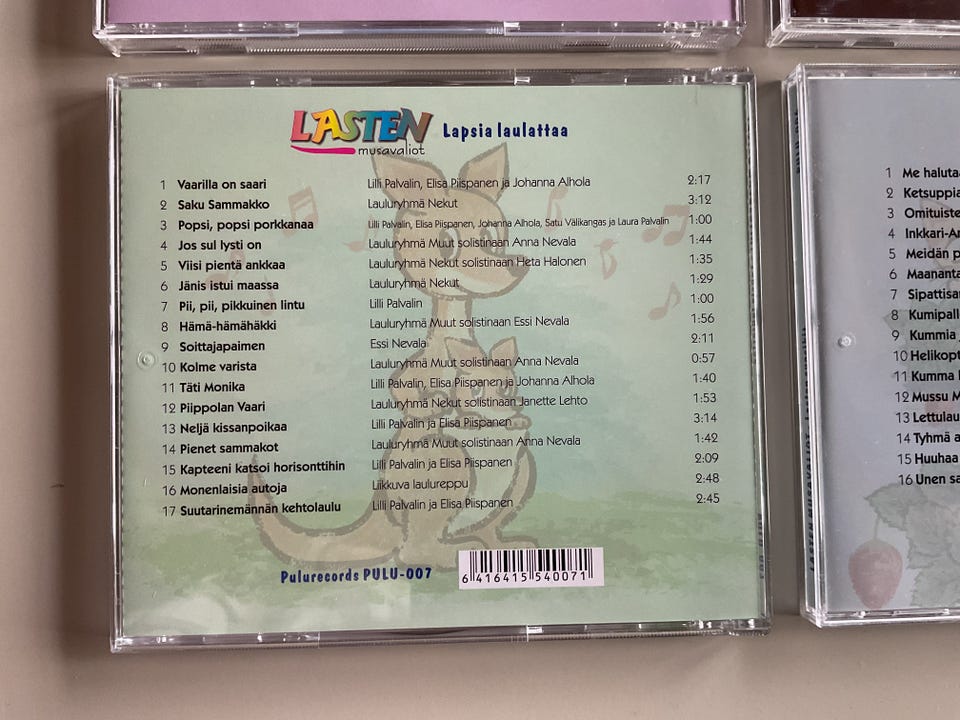 LASTEN musavaliot Lapsia laulattaa
1 Vaarilla on saari Lilli Palvalin, Elisa Piispanen ja Johanna Alhola 2:17
2 Saku Sammakko Lauluryhmä Nekut 3:12
3 Popsi, popsi porkkanaa Lilli Palvalin, Elisa Piispanen, Johanna Alhola, Satu Välikangas ja Laura Palvalin 1:00
4 Jos sul lysti on Lauluryhmä Muut solistinaan Anna Nevala 1:44
5 Viisi pientä ankkaa Lauluryhmä Nekut solistinaan Heta Halonen 1:35
6 Jänis istui maassa Lauluryhmä Nekut 1:29
7 Pii, pii, pikkuinen lintu Lilli Palvalin 1:00
8 Hämä-hämähäkki Lauluryhmä Muut solistinaan Essi Nevala 1:56
9 Soittajapaimen Essi Nevala 2:11
10 Kolme varista Lauluryhmä Muut solistinaan Anna Nevala 0:57
11 Täti Monika Lilli Palvalin, Elisa Piispanen ja Johanna Alhola 1:40
12 Piippolan Vaari Lauluryhmä Nekut solistinaan Janette Lehto 1:53
13 Neljä kissanpoikaa Lilli Palvalin ja Elisa Piispanen 3:14
14 Pienet sammakot Lauluryhmä Muut solistinaan Anna Nevala 1:42
15 Kapteeni katsoi horisonttihin Lilli Palvalin ja Elisa Piispanen 2:09
16 Monenlaisia autoja Liikkuva laulureppu 2:48
17 Suutarinemännän kehtolaulu Lilli Palvalin ja Elisa Piispanen 2:45
Pulurecords PULU-007
6 416415 540071
1 Me haluta
2 Ketsuppia
3 Omituiste
4 Inkkari-A
5 Meidän p
6 Maananta
7 Sipattisa
8 Kumipall
9 Kummia
10 Helikopt
11 Kumma
12 Mussu M
13 Lettulau
14 Tyhmä a
15 Huuhaa
16 Unen sa